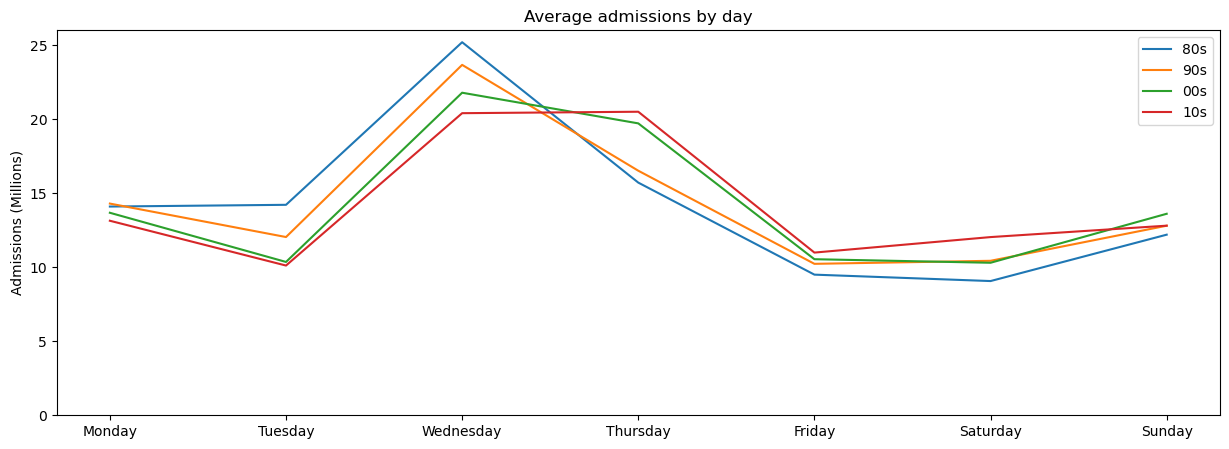 Average admissions by day
Admissions (Millions)
25
20
15
10
5
0
Monday Tuesday Wednesday Thursday Friday Saturday Sunday
80s
90s
00s
10s